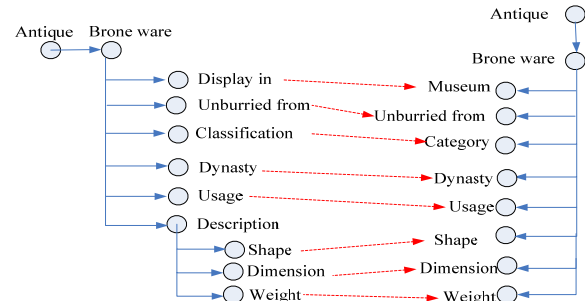 Antique
Antique Brone ware
Brone ware
Display in Museum
Unburried from Unburried from
Classification Category
Dynasty Dynasty
Usage Usage
Description
Shape Shape
Dimension Dimension
Weight Weight